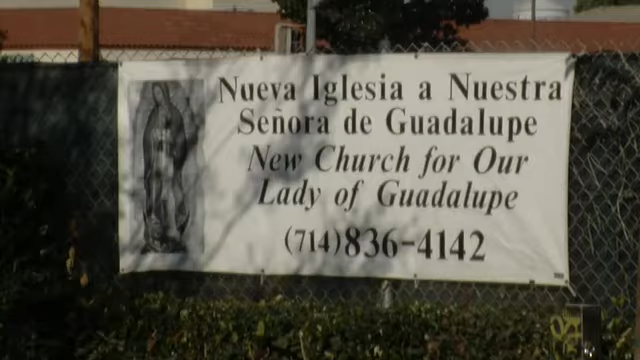 Nueva Iglesia a Nuestra
Señora de Guadalupe
New Church for Our
Lady of Guadalupe
(714)836-4142